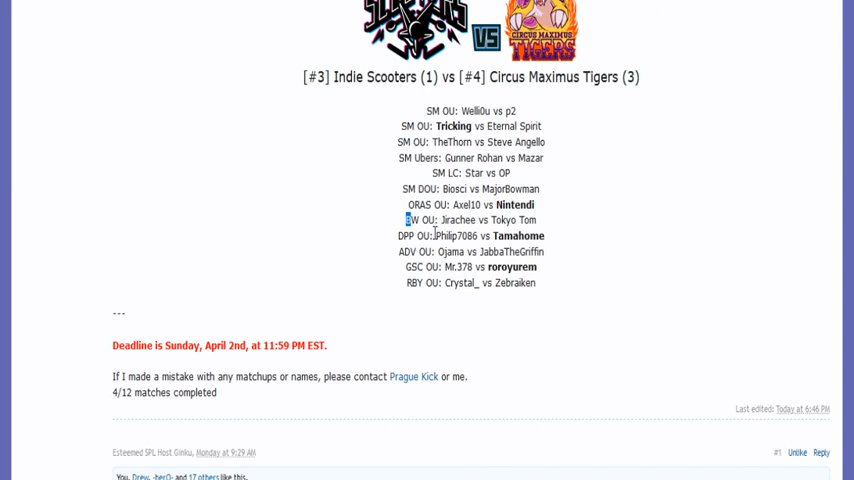 VS
CIRCUS MAXIMUS
TIGERS
[#3] Indie Scooters (1) vs [#4] Circus Maximus Tigers (3)
SM OU: Welli0u vs p2
SM OU: Tricking vs Eternal Spirit
SM OU: TheThorn vs Steve Angello
SM Ubers: Gunner Rohan vs Mazar
SM LC: Star vs OP
SM DOU: Biosci vs MajorBowman
ORAS OU: Axel10 vs Nintendi
BW OU: Jirachee vs Tokyo Tom
DPP OU: Philip7086 vs Tamahome
ADV OU: Ojama vs JabbaTheGriffin
GSC OU: Mr.378 vs roroyurem
RBY OU: Crystal_ vs Zebraiken
---
Deadline is Sunday, April 2nd, at 11:59 PM EST.
If I made a mistake with any matchups or names, please contact Prague Kick or me.
4/12 matches completed
Last edited: Today at 6:46 PM
Esteemed SPL Host Ginku, Monday at 9:29 AM
#1 Unlike Reply
You, Drew, -herO- and 17 others like this.